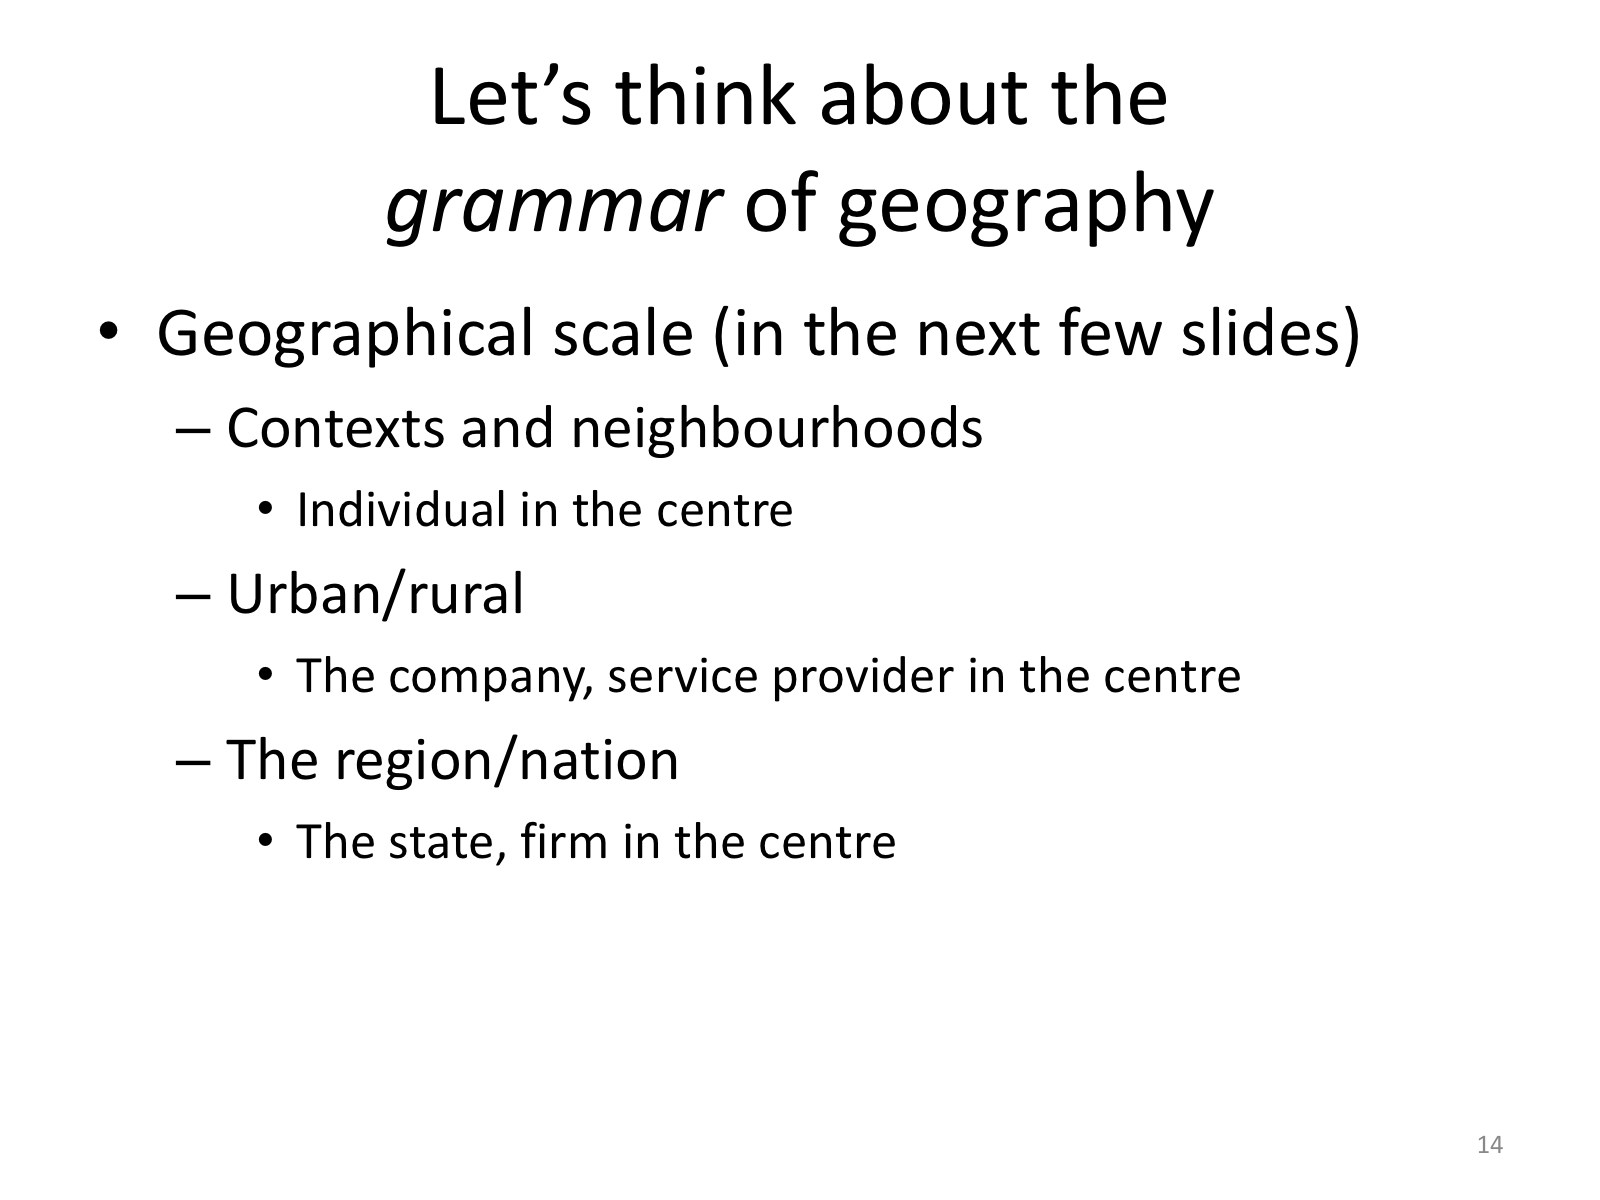 Let’s think about the
grammar of geography
• Geographical scale (in the next few slides)
– Contexts and neighbourhoods
• Individual in the centre
– Urban/rural
• The company, service provider in the centre
– The region/nation
• The state, firm in the centre
14